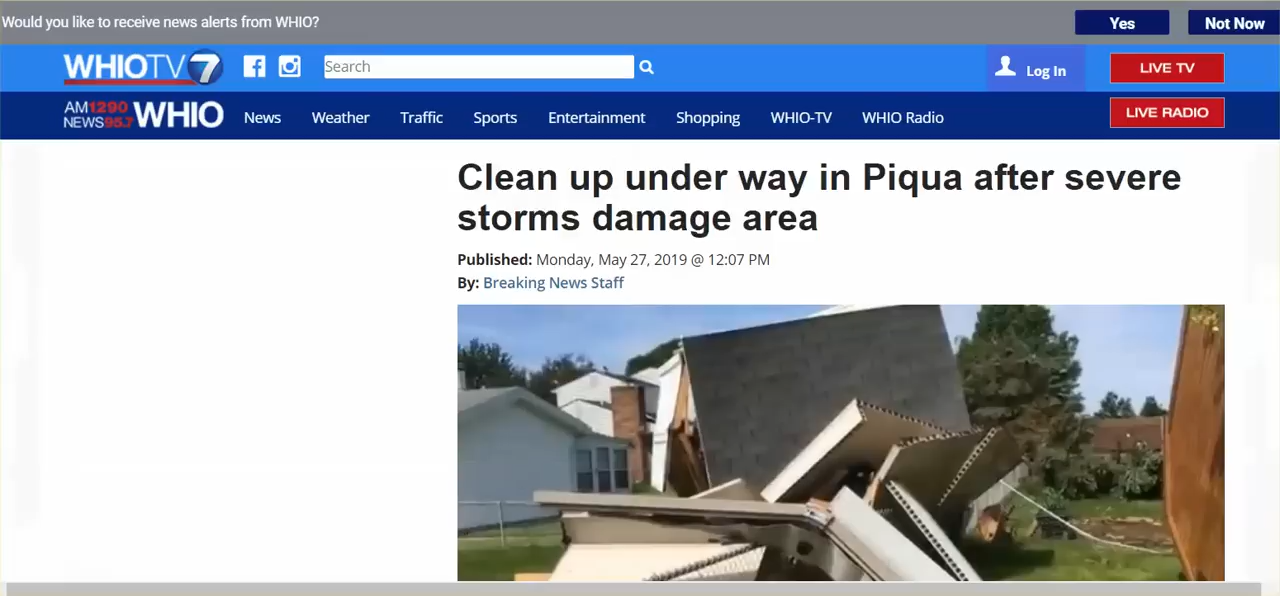 Would you like to receive news alerts from WHIO?
Yes
Not Now
WHIOTV7
Search
Log In
LIVE TV
AM1290
NEWS95.7
WHIO
News
Weather
Traffic
Sports
Entertainment
Shopping
WHIO-TV
WHIO Radio
LIVE RADIO
Clean up under way in Piqua after severe
storms damage area
Published: Monday, May 27, 2019 @ 12:07 PM
By: Breaking News Staff